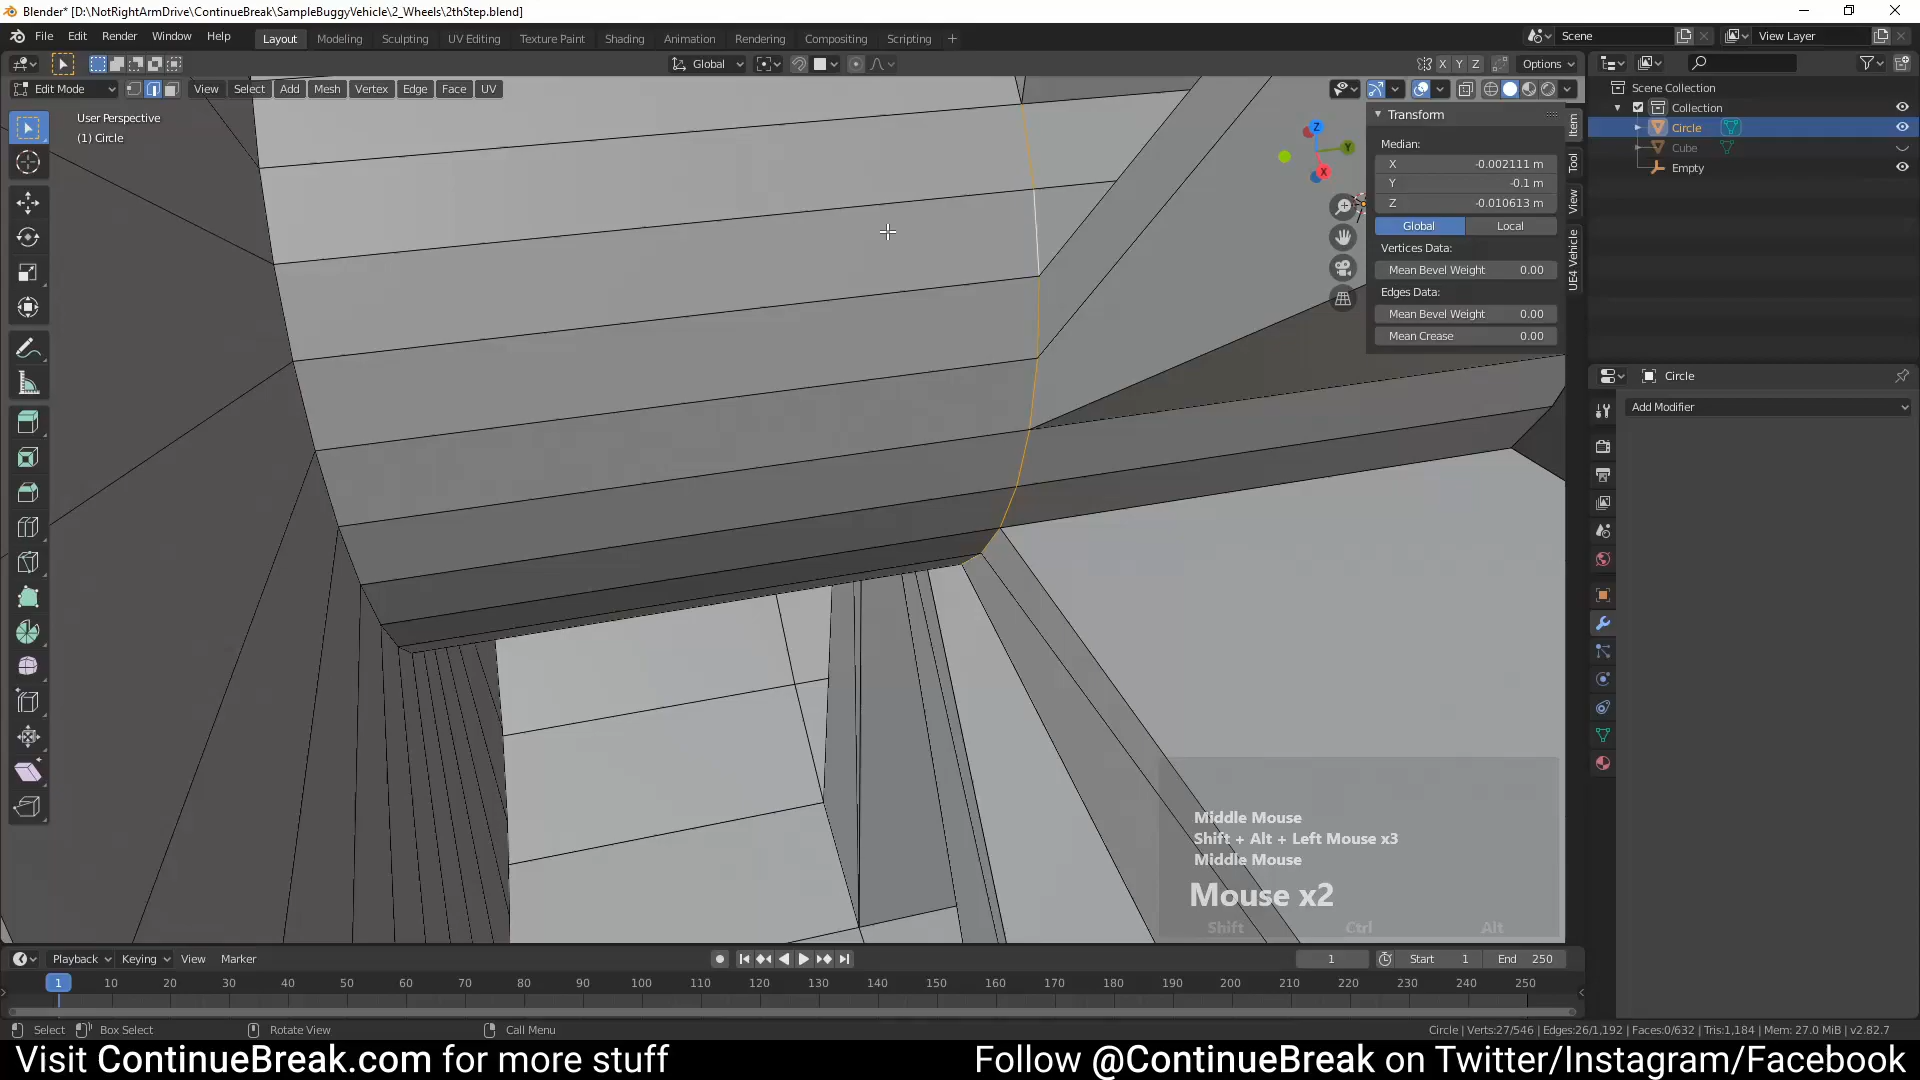 Blender* [D:\NotRightArmDrive\ContinueBreak\SampleBuggyVehicle\2_Wheels\2thStep.blend]
File Edit Render Window Help Layout Modeling Sculpting UV Editing Texture Paint Shading Animation Rendering Compositing Scripting + Scene View Layer
Global X Y Z Options
Edit Mode View Select Add Mesh Vertex Edge Face UV
User Perspective
(1) Circle
Z
Y
X
Transform
Median:
X -0.002111 m
Y -0.1 m
Z -0.010613 m
Global Local
Vertices Data:
Mean Bevel Weight 0.00
Edges Data:
Mean Bevel Weight 0.00
Mean Crease 0.00
Item
Tool
View
UE4 Vehicle
Scene Collection
Collection
Circle
Cube
Empty
Circle
Add Modifier
Middle Mouse
Shift + Alt + Left Mouse x3
Middle Mouse
Mouse x2
Shift Ctrl Alt
Playback Keying View Marker 1 Start 1 End 250
1 10 20 30 40 50 60 70 80 90 100 110 120 130 140 150 160 170 180 190 200 210 220 230 240 250
Select Box Select Rotate View Call Menu Circle | Verts:27/546 | Edges:26/1,192 | Faces:0/632 | Tris:1,184 | Mem: 27.0 MiB | v2.82.7
Visit ContinueBreak.com for more stuff Follow @ContinueBreak on Twitter/Instagram/Facebook